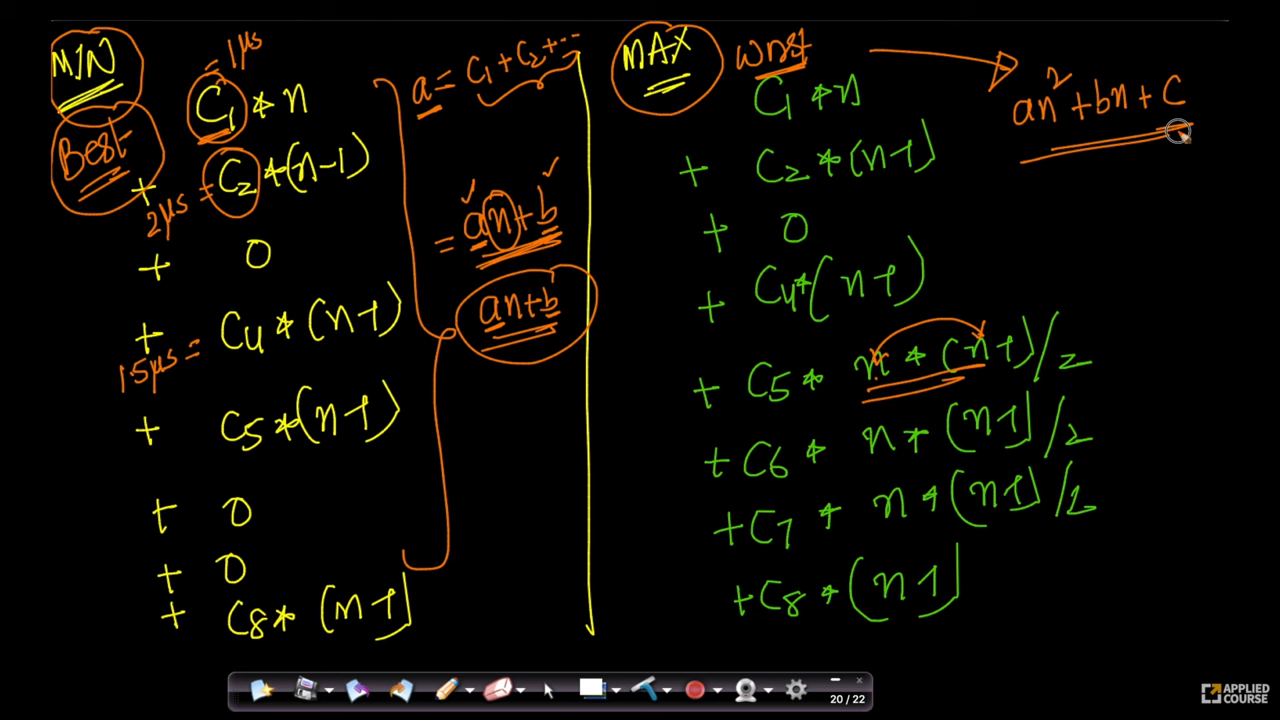 MIN
Best
= 1μs
C1 * n
+ C2 * (n-1)
2μs =
+ 0
+ C4 * (n-1)
1.5μs =
+ C5 * (n-1)
+ 0
+ 0
+ C8 * (n-1)
a = C1 + C2 + ...
= an + b
an + b
MAX worst
C1 * n
+ C2 * (n-1)
+ 0
+ C4 * (n-1)
+ C5 * n * (n-1)/2
+ C6 * n * (n-1)/2
+ C7 * n * (n-1)/2
+ C8 * (n-1)
an² + bn + c
20 / 22
APPLIED
COURSE